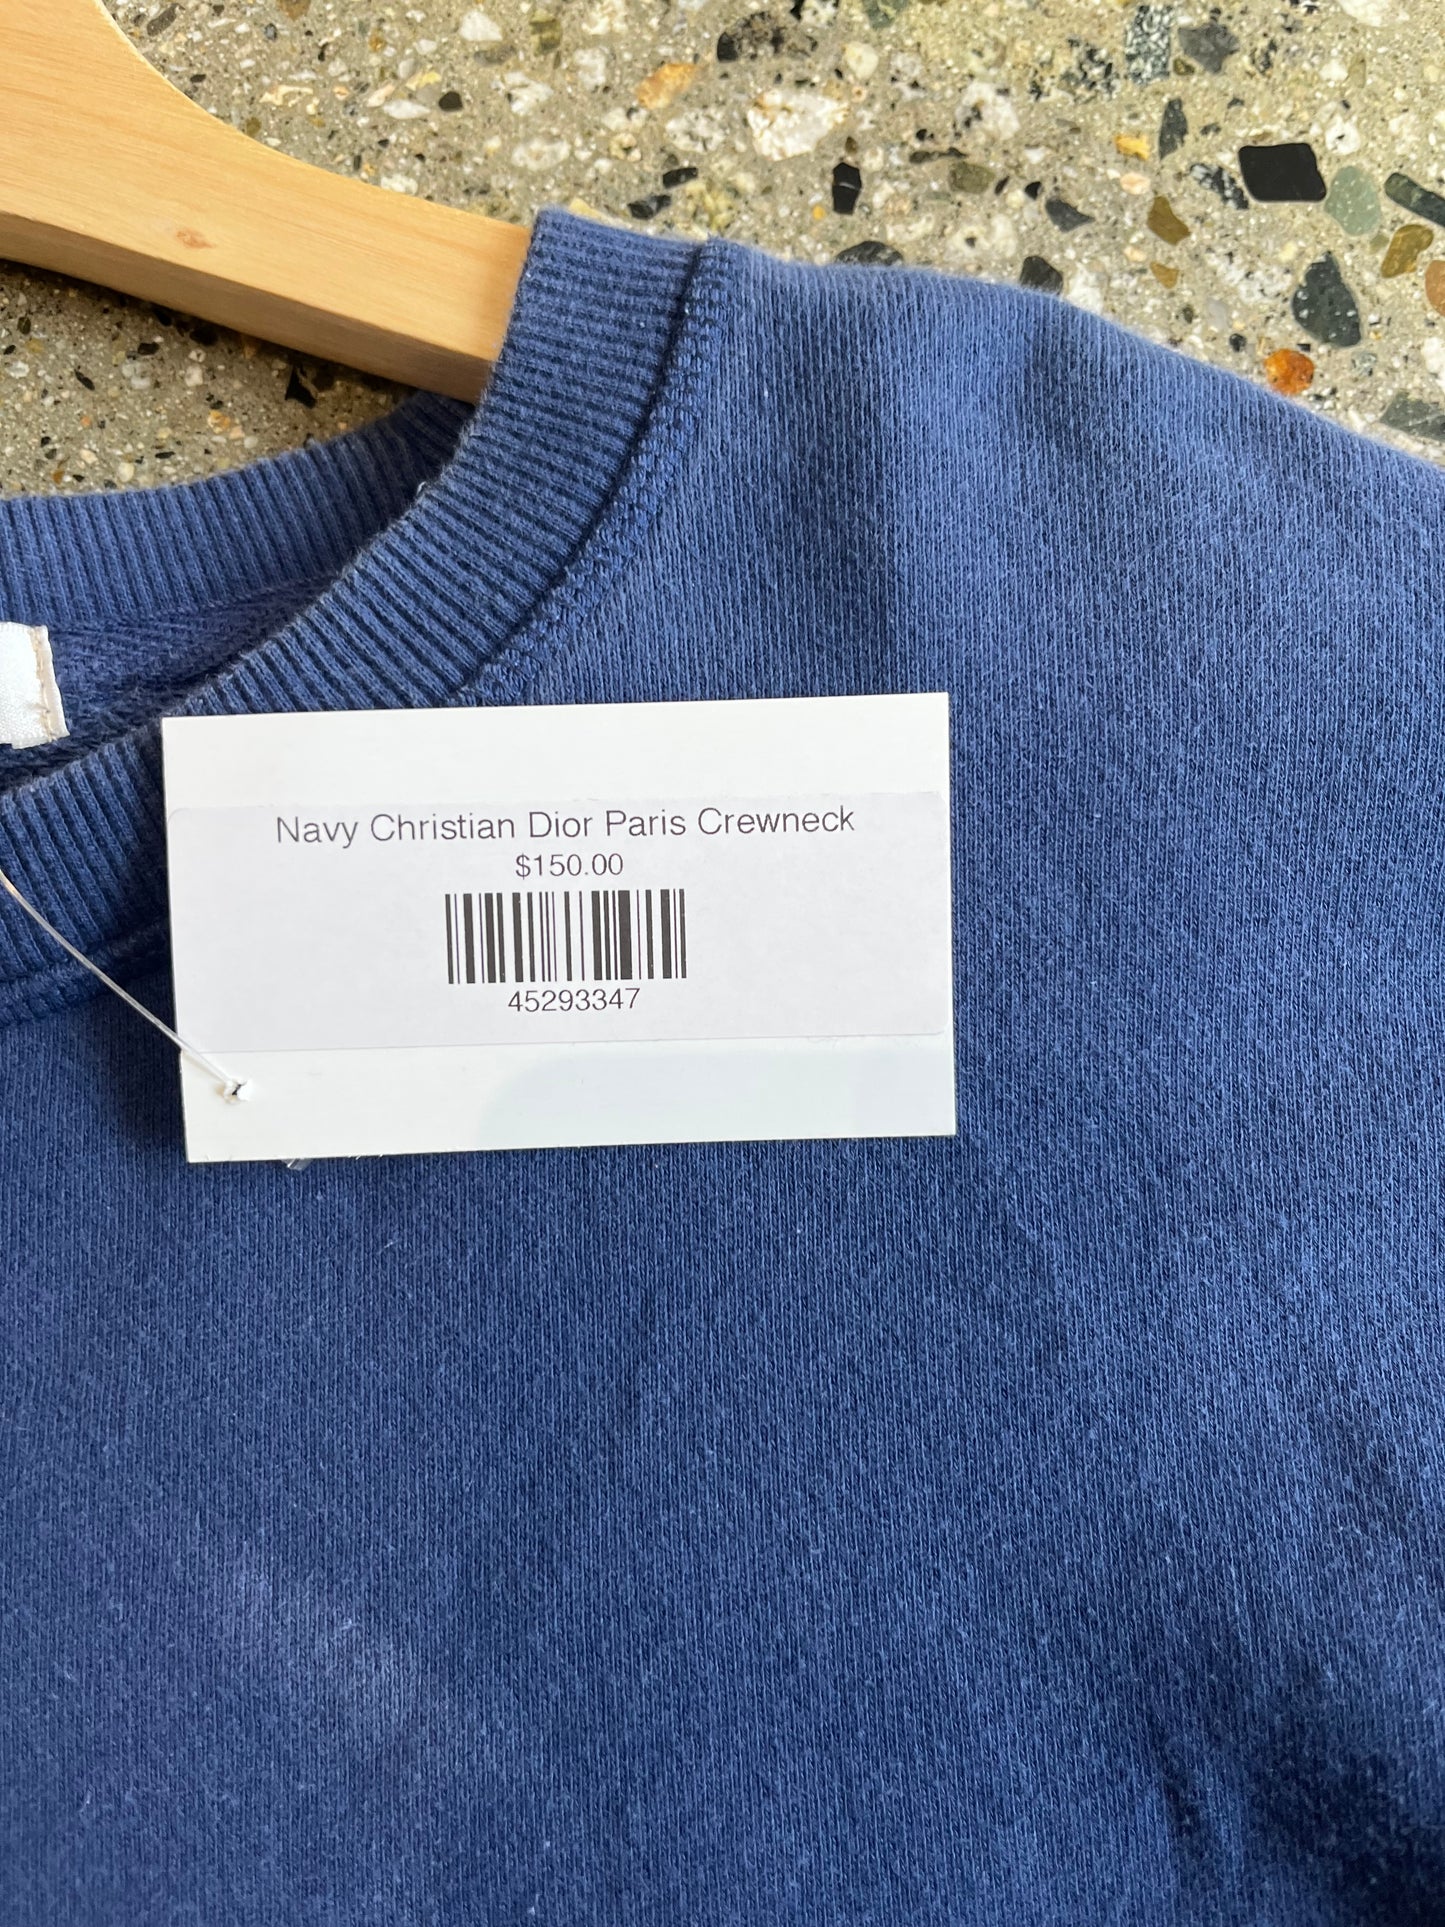 Navy Christian Dior Paris Crewneck
$150.00
45293347